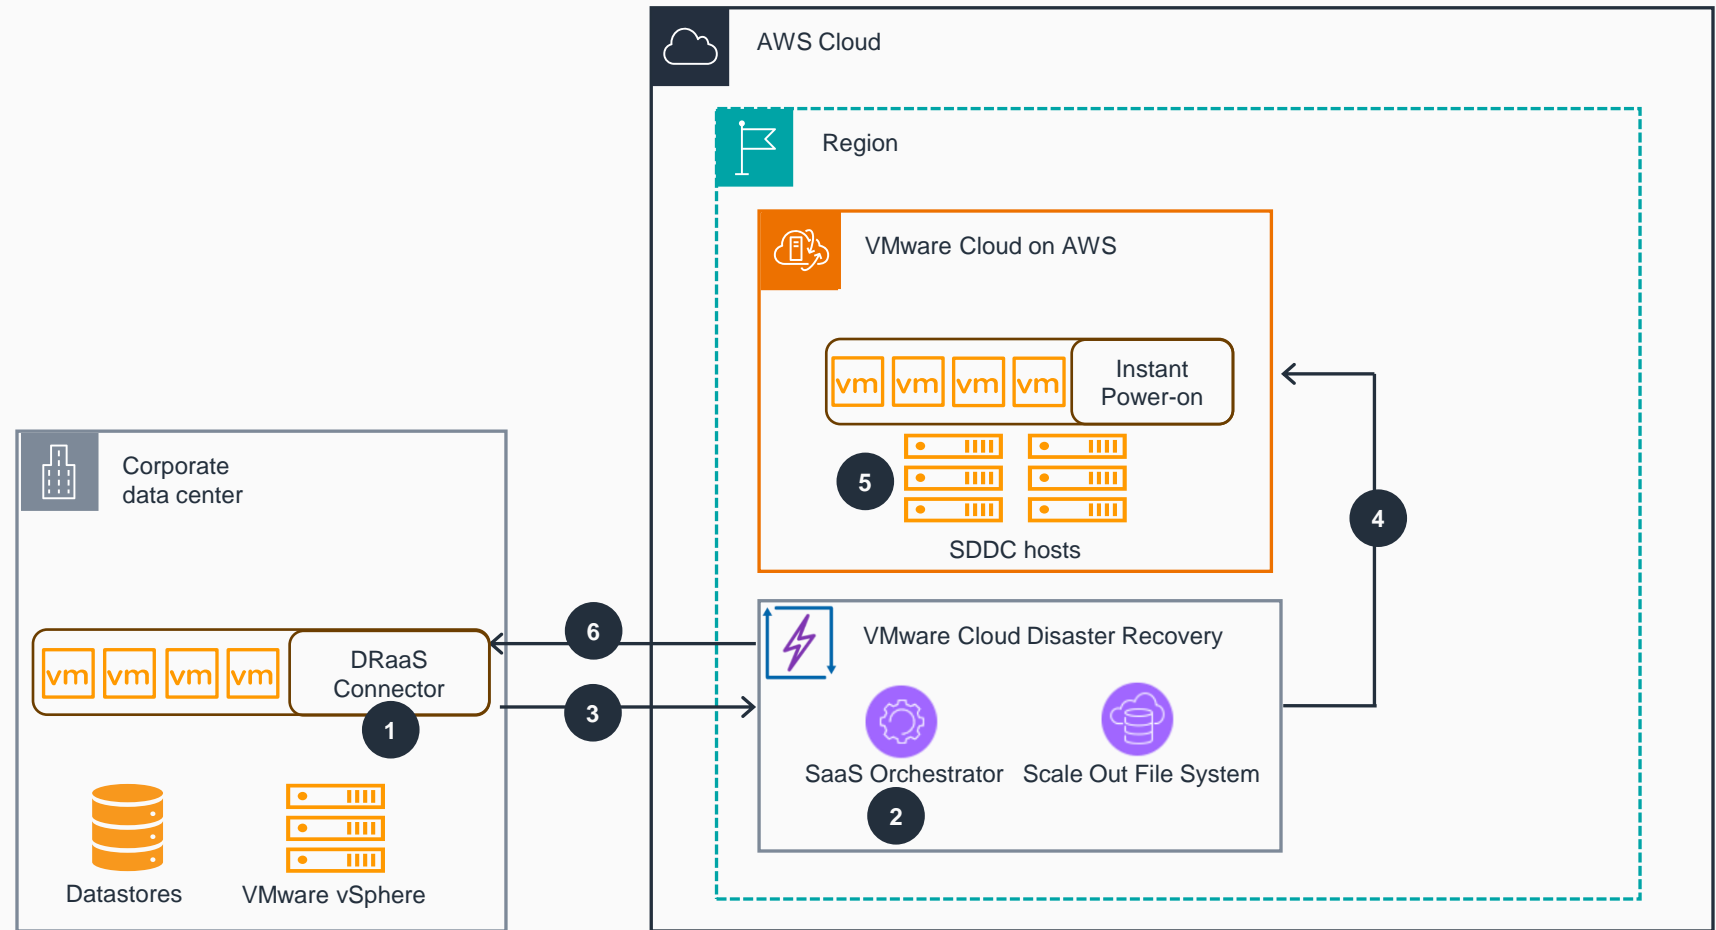 AWS Cloud
Region
VMware Cloud on AWS
vm vm vm vm
Instant
Power-on
5
SDDC hosts
4
Corporate
data center
vm vm vm vm
DRaaS
Connector
1
Datastores
VMware vSphere
6
3
VMware Cloud Disaster Recovery
SaaS Orchestrator
Scale Out File System
2